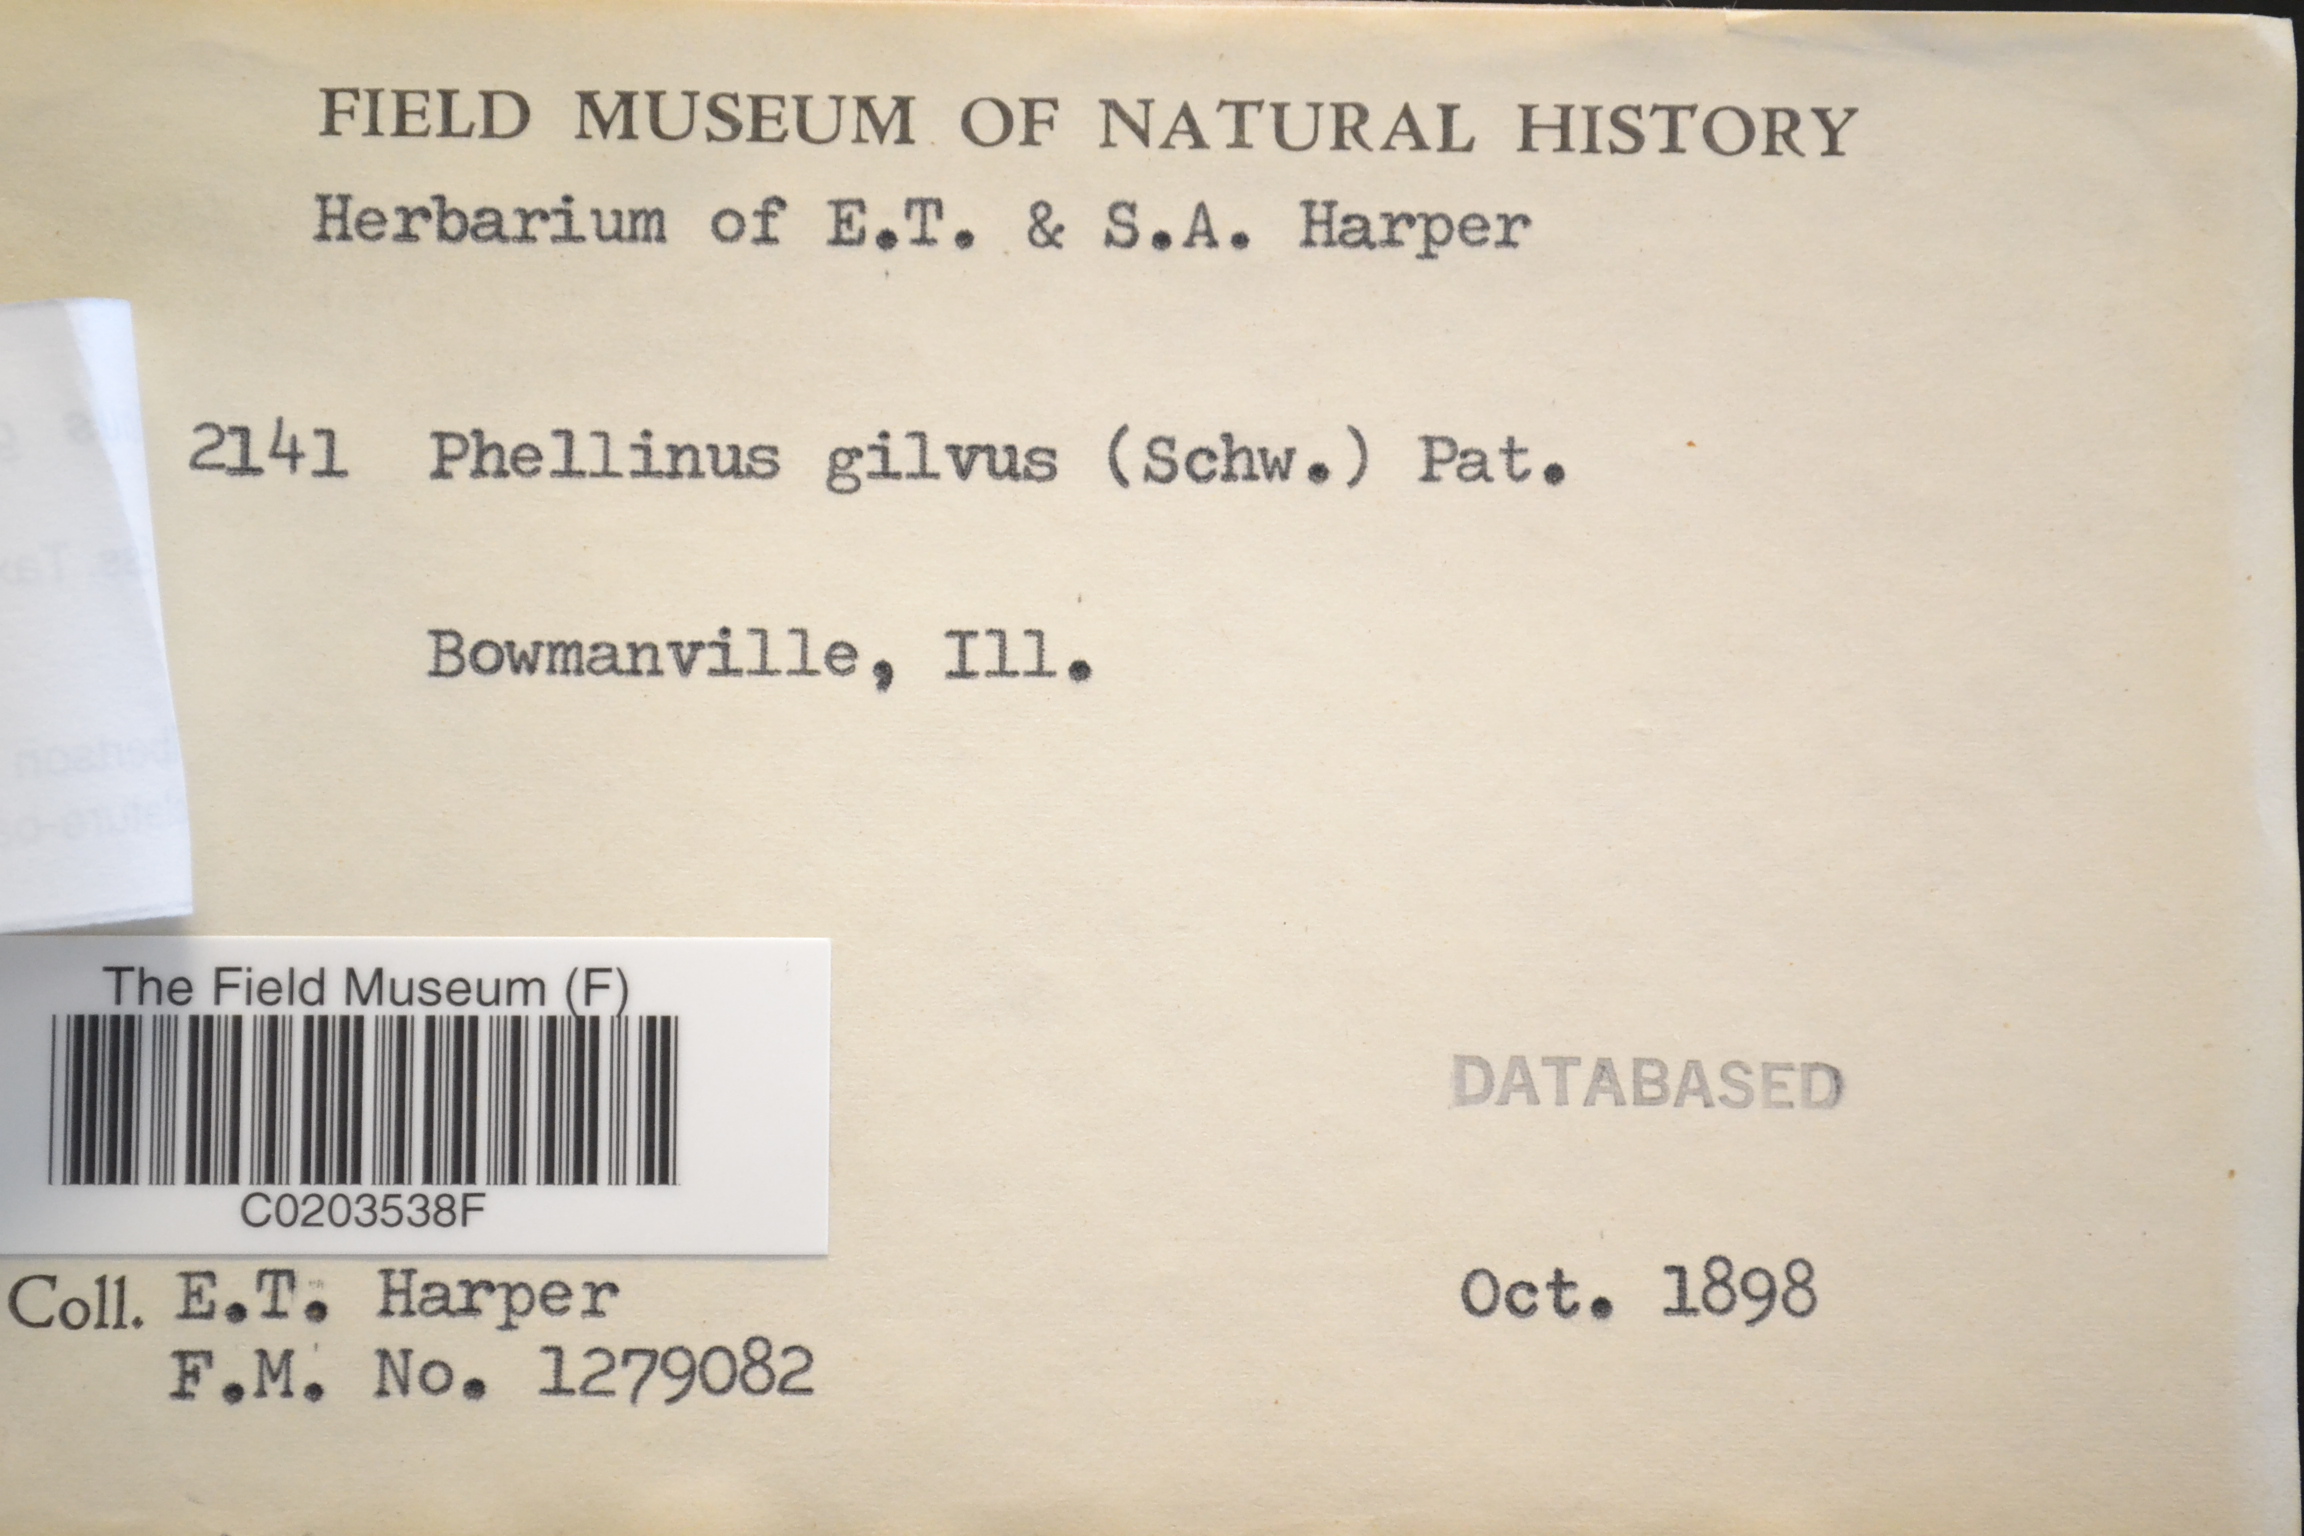 FIELD MUSEUM OF NATURAL HISTORY
Herbarium of E.T. & S.A. Harper
2141 Phellinus gilvus (Schw.) Pat.
Bowmanville, Ill.
The Field Museum (F)
C0203538F
DATABASED
Coll. E.T. Harper
Oct. 1898
F.M. No. 1279082